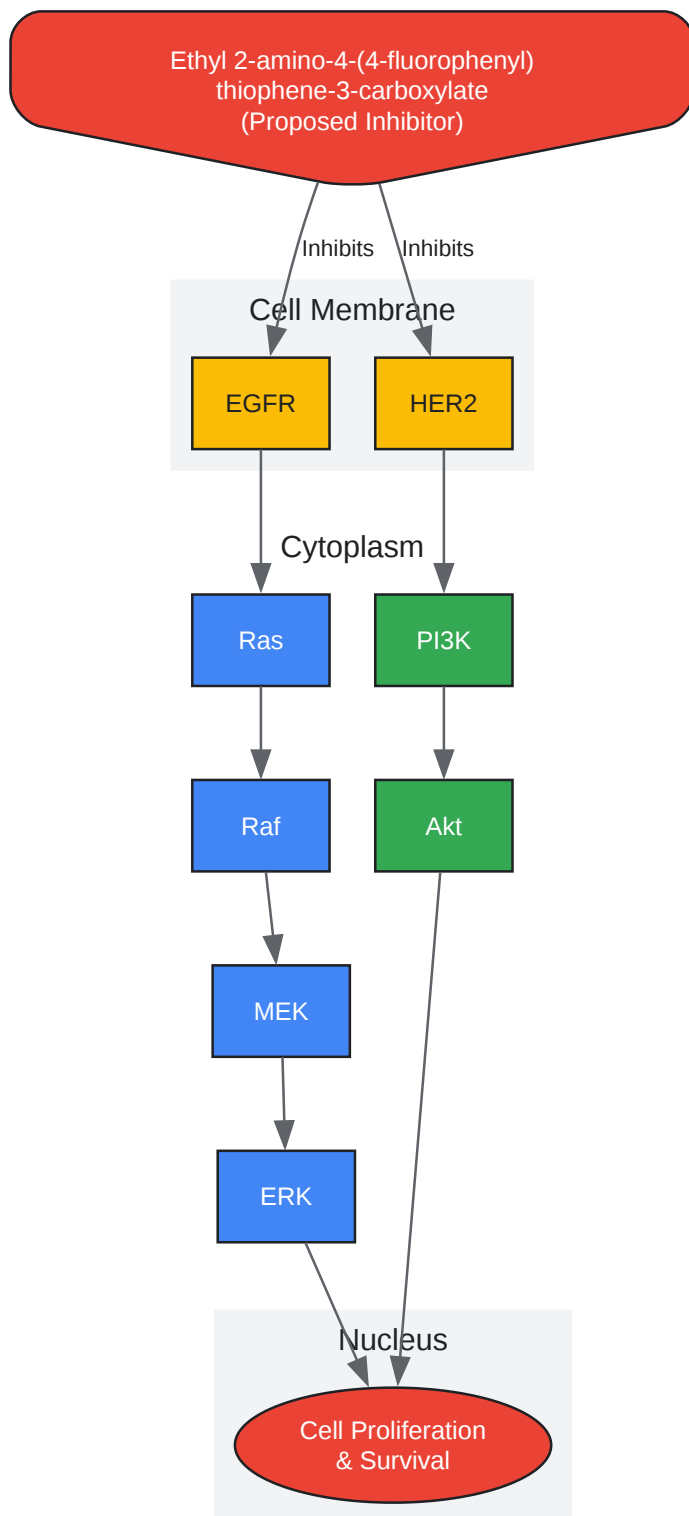 Ethyl 2-amino-4-(4-fluorophenyl)
thiophene-3-carboxylate
(Proposed Inhibitor)
Inhibits
Inhibits
Cell Membrane
EGFR
HER2
Cytoplasm
Ras
PI3K
Raf
Akt
MEK
ERK
Nucleus
Cell Proliferation
& Survival